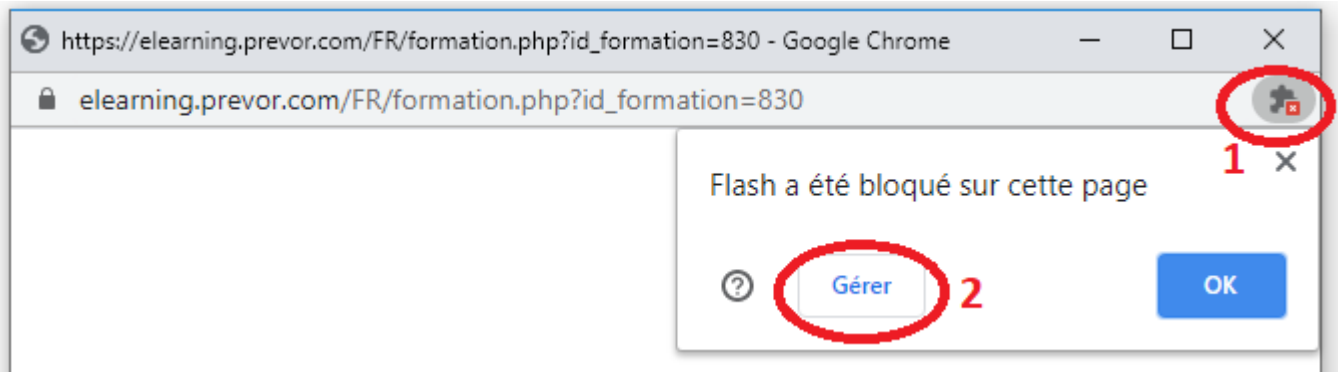 https://elearning.prevor.com/FR/formation.php?id_formation=830 - Google Chrome
elearning.prevor.com/FR/formation.php?id_formation=830
1
Flash a été bloqué sur cette page
Gérer
2
OK